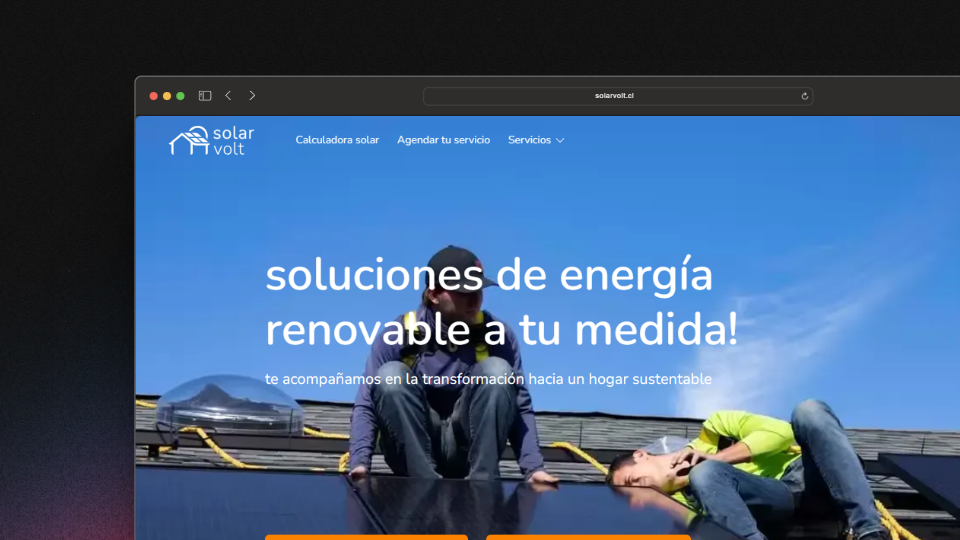 solarvolt.cl
solar
volt
Calculadora solar Agendar tu servicio Servicios
soluciones de energía
renovable a tu medida!
te acompañamos en la transformación hacia un hogar sustentable